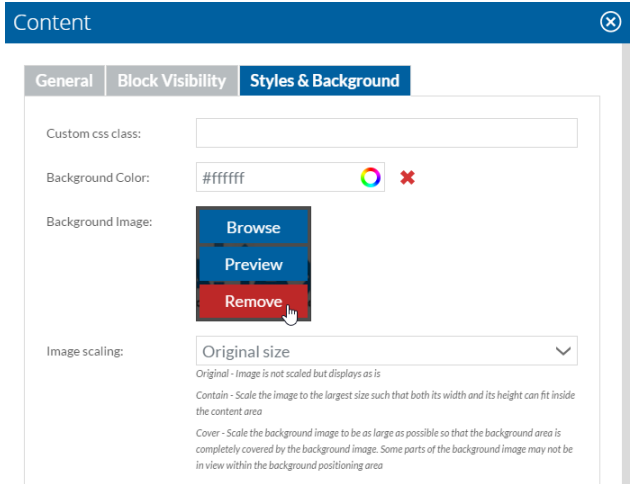 Content
General Block Visibility Styles & Background
Custom css class:
Background Color: #ffffff
Background Image: Browse
Preview
Remove
Image scaling: Original size
Original - Image is not scaled but displays as is
Contain - Scale the image to the largest size such that both its width and its height can fit inside
the content area
Cover - Scale the background image to be as large as possible so that the background area is
completely covered by the background image. Some parts of the background image may not be
in view within the background positioning area